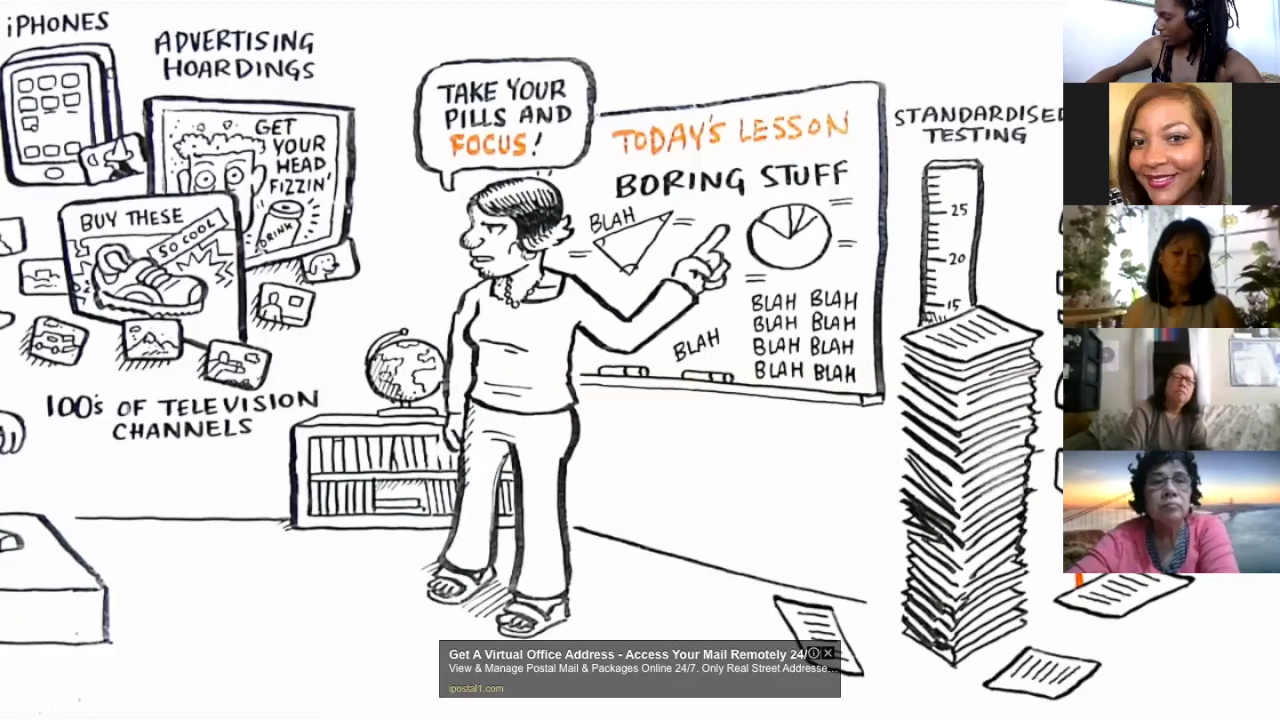 iPHONES
ADVERTISING
HOARDINGS
GET
YOUR
HEAD
FIZZIN'
DRINK
BUY THESE
SO COOL
100's OF TELEVISION
CHANNELS
TAKE YOUR
PILLS AND
FOCUS!
TODAY'S LESSON
BORING STUFF
BLAH
BLAH BLAH
BLAH BLAH
BLAH BLAH
BLAH BLAH
BLAH
STANDARDISED
TESTING
25
20
15
Get A Virtual Office Address - Access Your Mail Remotely 24/
View & Manage Postal Mail & Packages Online 24/7. Only Real Street Addresse...
ipostal1.com